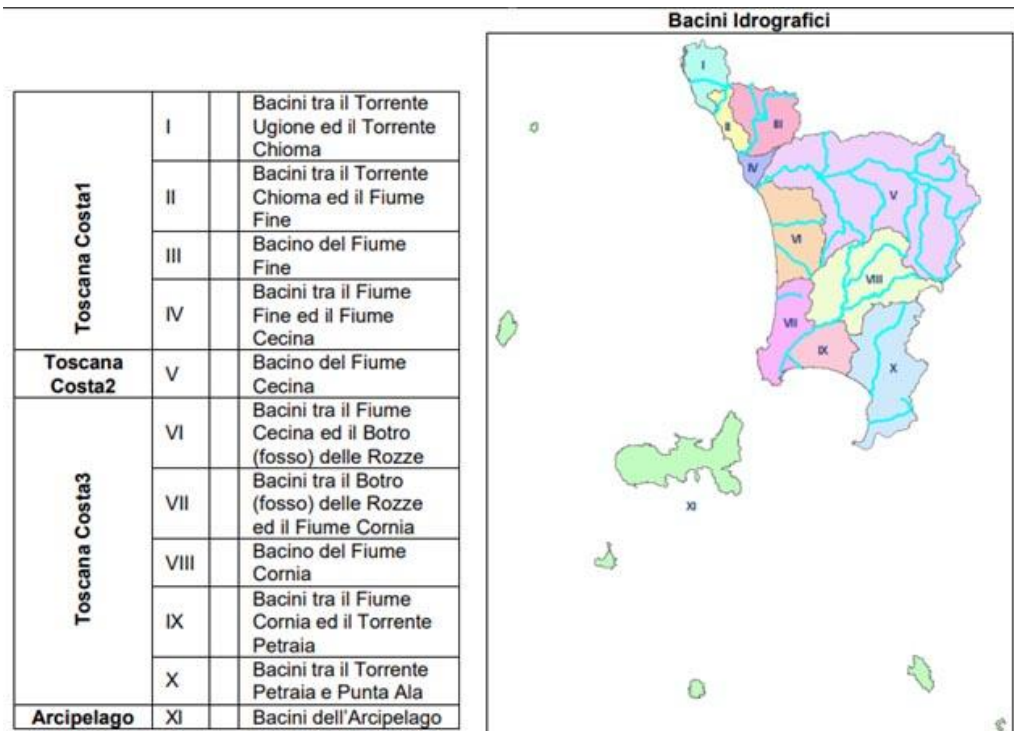 Bacini Idrografici
Toscana Costa1
I
Bacini tra il Torrente
Ugione ed il Torrente
Chioma
II
Bacini tra il Torrente
Chioma ed il Fiume
Fine
III
Bacino del Fiume
Fine
IV
Bacini tra il Fiume
Fine ed il Fiume
Cecina
Toscana
Costa2
V
Bacino del Fiume
Cecina
Toscana Costa3
VI
Bacini tra il Fiume
Cecina ed il Botro
(fosso) delle Rozze
VII
Bacini tra il Botro
(fosso) delle Rozze
ed il Fiume Cornia
VIII
Bacino del Fiume
Cornia
IX
Bacini tra il Fiume
Cornia ed il Torrente
Petraia
X
Bacini tra il Torrente
Petraia e Punta Ala
Arcipelago
XI
Bacini dell'Arcipelago
I
II
III
IV
V
VI
VIII
VII
IX
X
XI